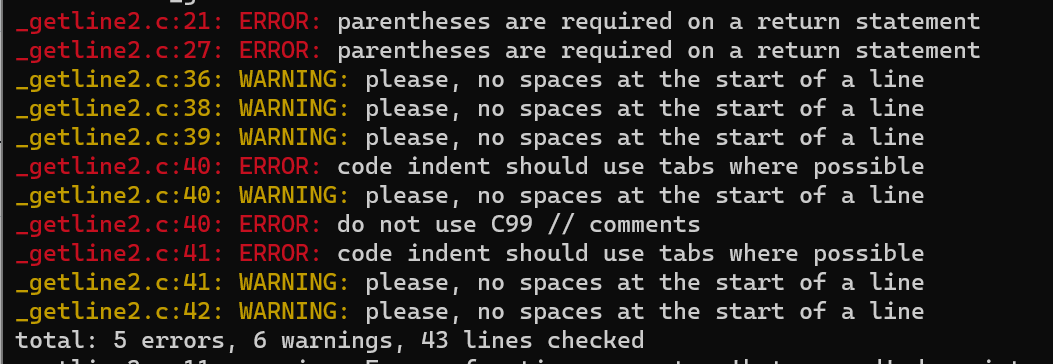 _getline2.c:21: ERROR: parentheses are required on a return statement
_getline2.c:27: ERROR: parentheses are required on a return statement
_getline2.c:36: WARNING: please, no spaces at the start of a line
_getline2.c:38: WARNING: please, no spaces at the start of a line
_getline2.c:39: WARNING: please, no spaces at the start of a line
_getline2.c:40: ERROR: code indent should use tabs where possible
_getline2.c:40: WARNING: please, no spaces at the start of a line
_getline2.c:40: ERROR: do not use C99 // comments
_getline2.c:41: ERROR: code indent should use tabs where possible
_getline2.c:41: WARNING: please, no spaces at the start of a line
_getline2.c:42: WARNING: please, no spaces at the start of a line
total: 5 errors, 6 warnings, 43 lines checked